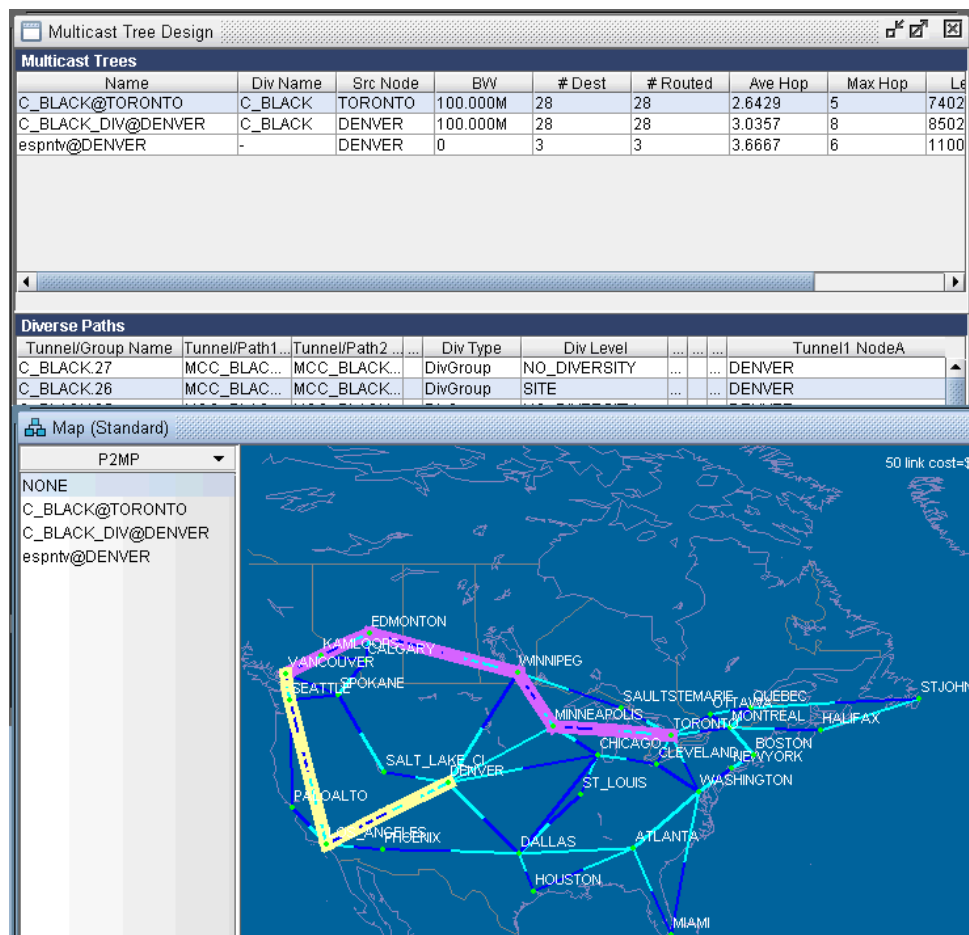 Multicast Tree Design
Multicast Trees
Name Div Name Src Node BW # Dest # Routed Ave Hop Max Hop Le
C_BLACK@TORONTO C_BLACK TORONTO 100.000M 28 28 2.6429 5 7402
C_BLACK_DIV@DENVER C_BLACK DENVER 100.000M 28 28 3.0357 8 8502
espntv@DENVER - DENVER 0 3 3 3.6667 6 1100
Diverse Paths
Tunnel/Group Name Tunnel/Path1... Tunnel/Path2 ... ... Div Type Div Level ... ... ... Tunnel1 NodeA
C_BLACK.27 MCC_BLAC... MCC_BLACK... DivGroup NO_DIVERSITY ... ... DENVER
C_BLACK.26 MCC_BLAC... MCC_BLACK... DivGroup SITE ... ... DENVER
Map (Standard)
P2MP
50 link cost=$
NONE
C_BLACK@TORONTO
C_BLACK_DIV@DENVER
espntv@DENVER
EDMONTON
KAMLOOPS
CALGARY
VANCOUVER
WINNIPEG
SEATTLE
SPOKANE
SAULTSTEMARIE
OTTAWA
QUEBEC
STJOHN
MINNEAPOLIS
TORONTO
MONTREAL
HALIFAX
CHICAGO
CLEVELAND
BOSTON
NEWYORK
SALT_LAKE_CI
DENVER
ST_LOUIS
WASHINGTON
PALOALTO
PHOENIX
DALLAS
ATLANTA
HOUSTON
MIAMI